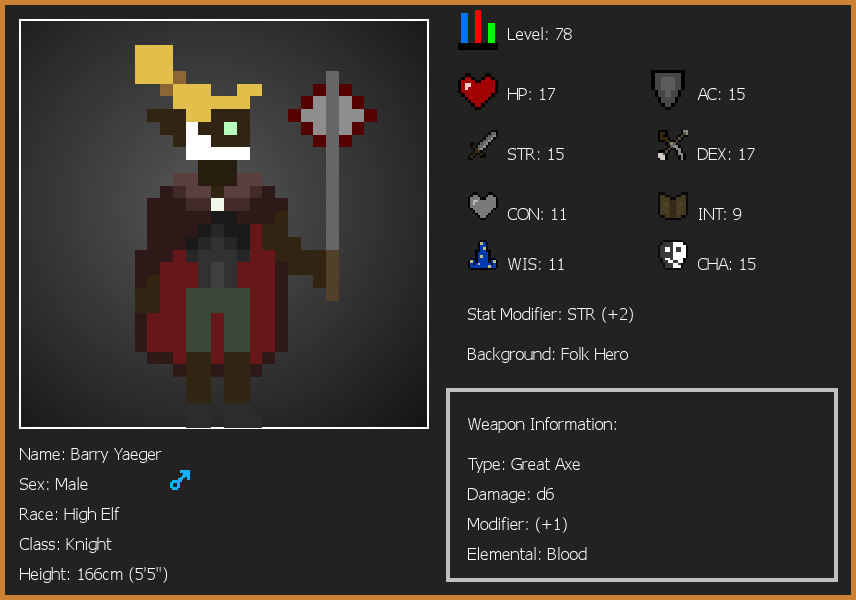 Level: 78
HP: 17
AC: 15
STR: 15
DEX: 17
CON: 11
INT: 9
WIS: 11
CHA: 15
Stat Modifier: STR (+2)
Background: Folk Hero
Weapon Information:
Type: Great Axe
Damage: d6
Modifier: (+1)
Elemental: Blood
Name: Barry Yaeger
Sex: Male
Race: High Elf
Class: Knight
Height: 166cm (5'5")